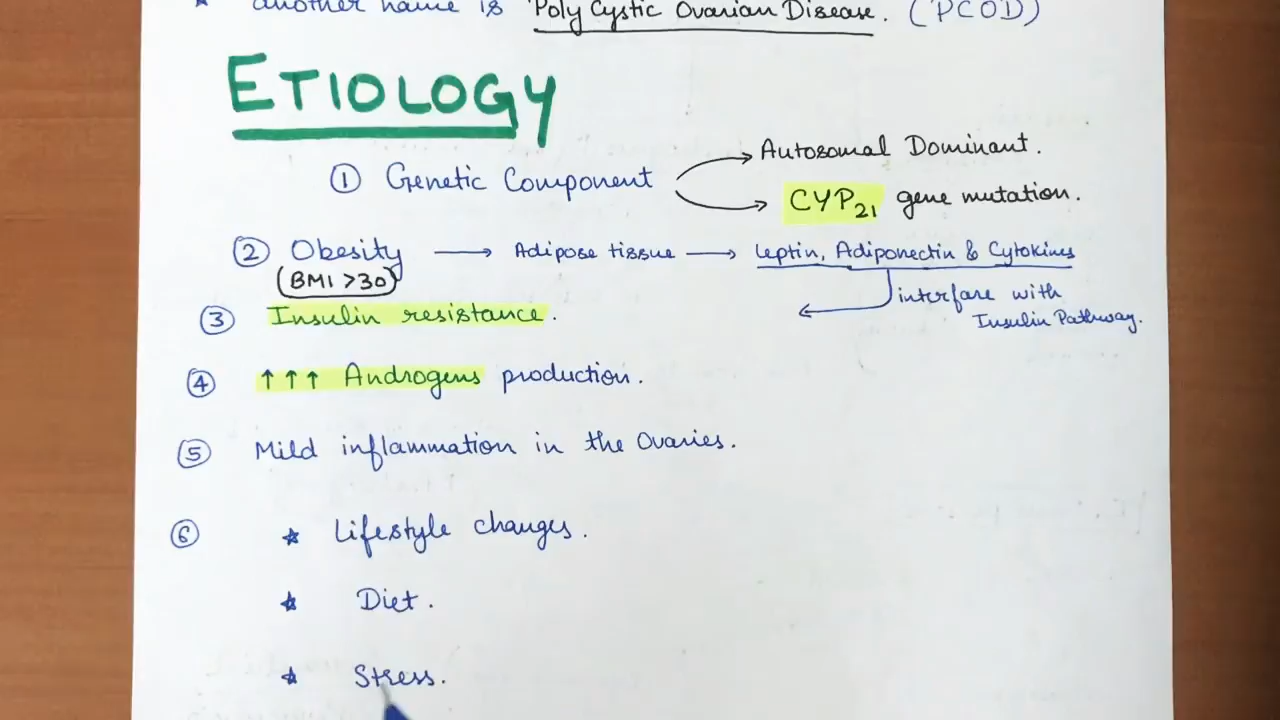 ★ another name is Poly Cystic Ovarian Disease. (PCOD)
ETIOLOGY
① Genetic Component → Autosomal Dominant.
→ CYP21 gene mutation.
② Obesity → Adipose tissue → Leptin, Adiponectin & Cytokines
(BMI >30)
interfare with
Insulin Pathway.
③ Insulin resistance.
④ ↑↑↑ Androgens production.
⑤ Mild inflammation in the Ovaries.
⑥ ★ Lifestyle changes.
★ Diet.
★ Stress.